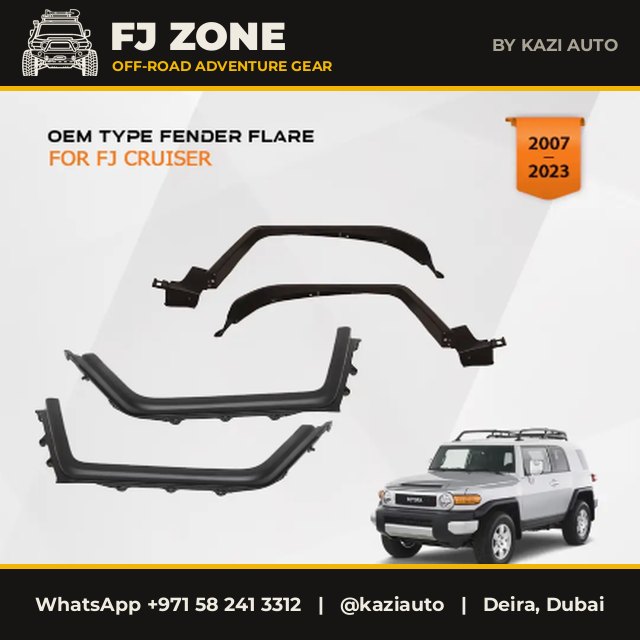 FJ ZONE
OFF-ROAD ADVENTURE GEAR
BY KAZI AUTO
OEM TYPE FENDER FLARE
FOR FJ CRUISER
2007
—
2023
TOYOTA
WhatsApp +971 58 241 3312 | @kaziauto | Deira, Dubai